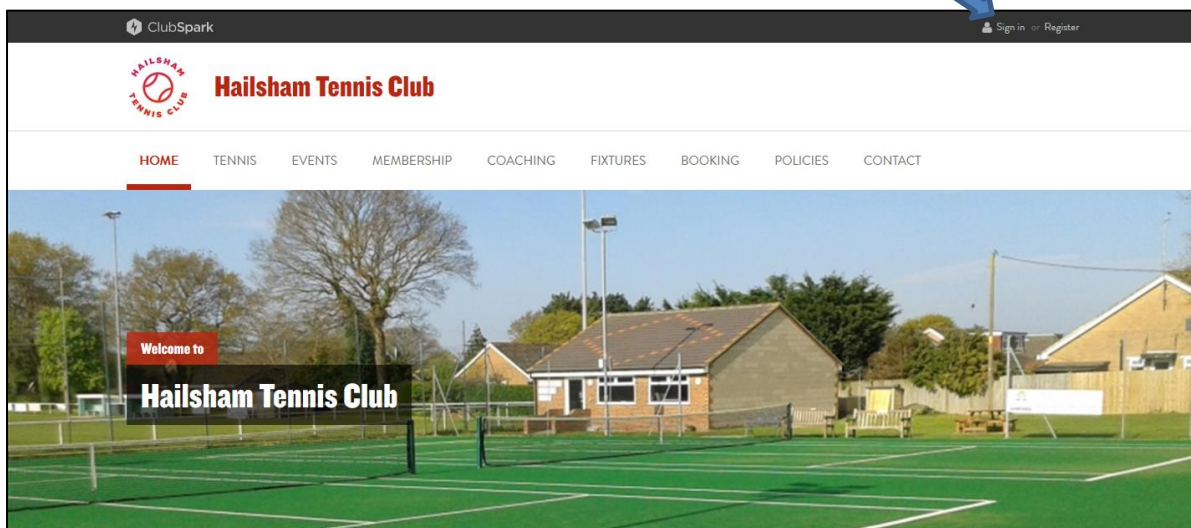 ClubSpark
Sign in or Register
HAILSHAM
TENNIS CLUB
Hailsham Tennis Club
HOME TENNIS EVENTS MEMBERSHIP COACHING FIXTURES BOOKING POLICIES CONTACT
Welcome to
Hailsham Tennis Club